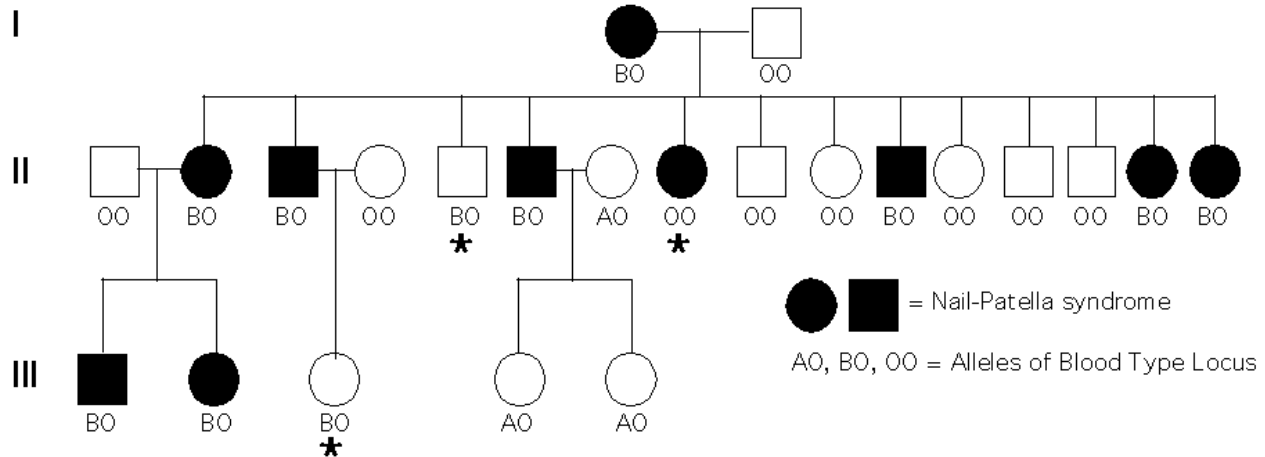 I
BO OO
II
OO BO BO OO BO BO AO OO OO OO BO OO OO OO BO BO
* *
= Nail-Patella syndrome
AO, BO, OO = Alleles of Blood Type Locus
III
BO BO BO AO AO
*